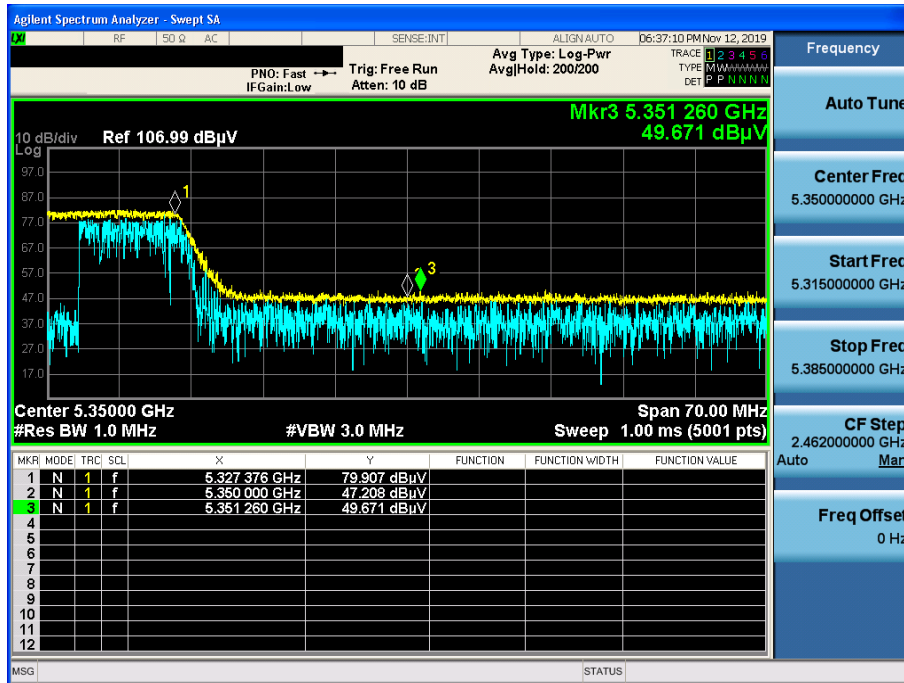 Agilent Spectrum Analyzer - Swept SA
LXI RF 50 Ω AC SENSE:INT ALIGN AUTO 06:37:10 PM Nov 12, 2019
PNO: Fast Trig: Free Run Avg Type: Log-Pwr TRACE 1 2 3 4 5 6
IFGain:Low Atten: 10 dB Avg|Hold: 200/200 TYPE M W W W W W
DET P P N N N N
Mkr3 5.351 260 GHz
49.671 dBµV
10 dB/div Ref 106.99 dBµV
Log
97.0
87.0
77.0
67.0
57.0
47.0
37.0
27.0
17.0
1
3
Center 5.35000 GHz Span 70.00 MHz
#Res BW 1.0 MHz #VBW 3.0 MHz Sweep 1.00 ms (5001 pts)
MKR MODE TRC SCL X Y FUNCTION FUNCTION WIDTH FUNCTION VALUE
1 N 1 f 5.327 376 GHz 79.907 dBµV
2 N 1 f 5.350 000 GHz 47.208 dBµV
3 N 1 f 5.351 260 GHz 49.671 dBµV
4
5
6
7
8
9
10
11
12
MSG STATUS
Frequency
Auto Tune
Center Freq
5.350000000 GHz
Start Freq
5.315000000 GHz
Stop Freq
5.385000000 GHz
CF Step
2.462000000 GHz
Auto Man
Freq Offset
0 Hz